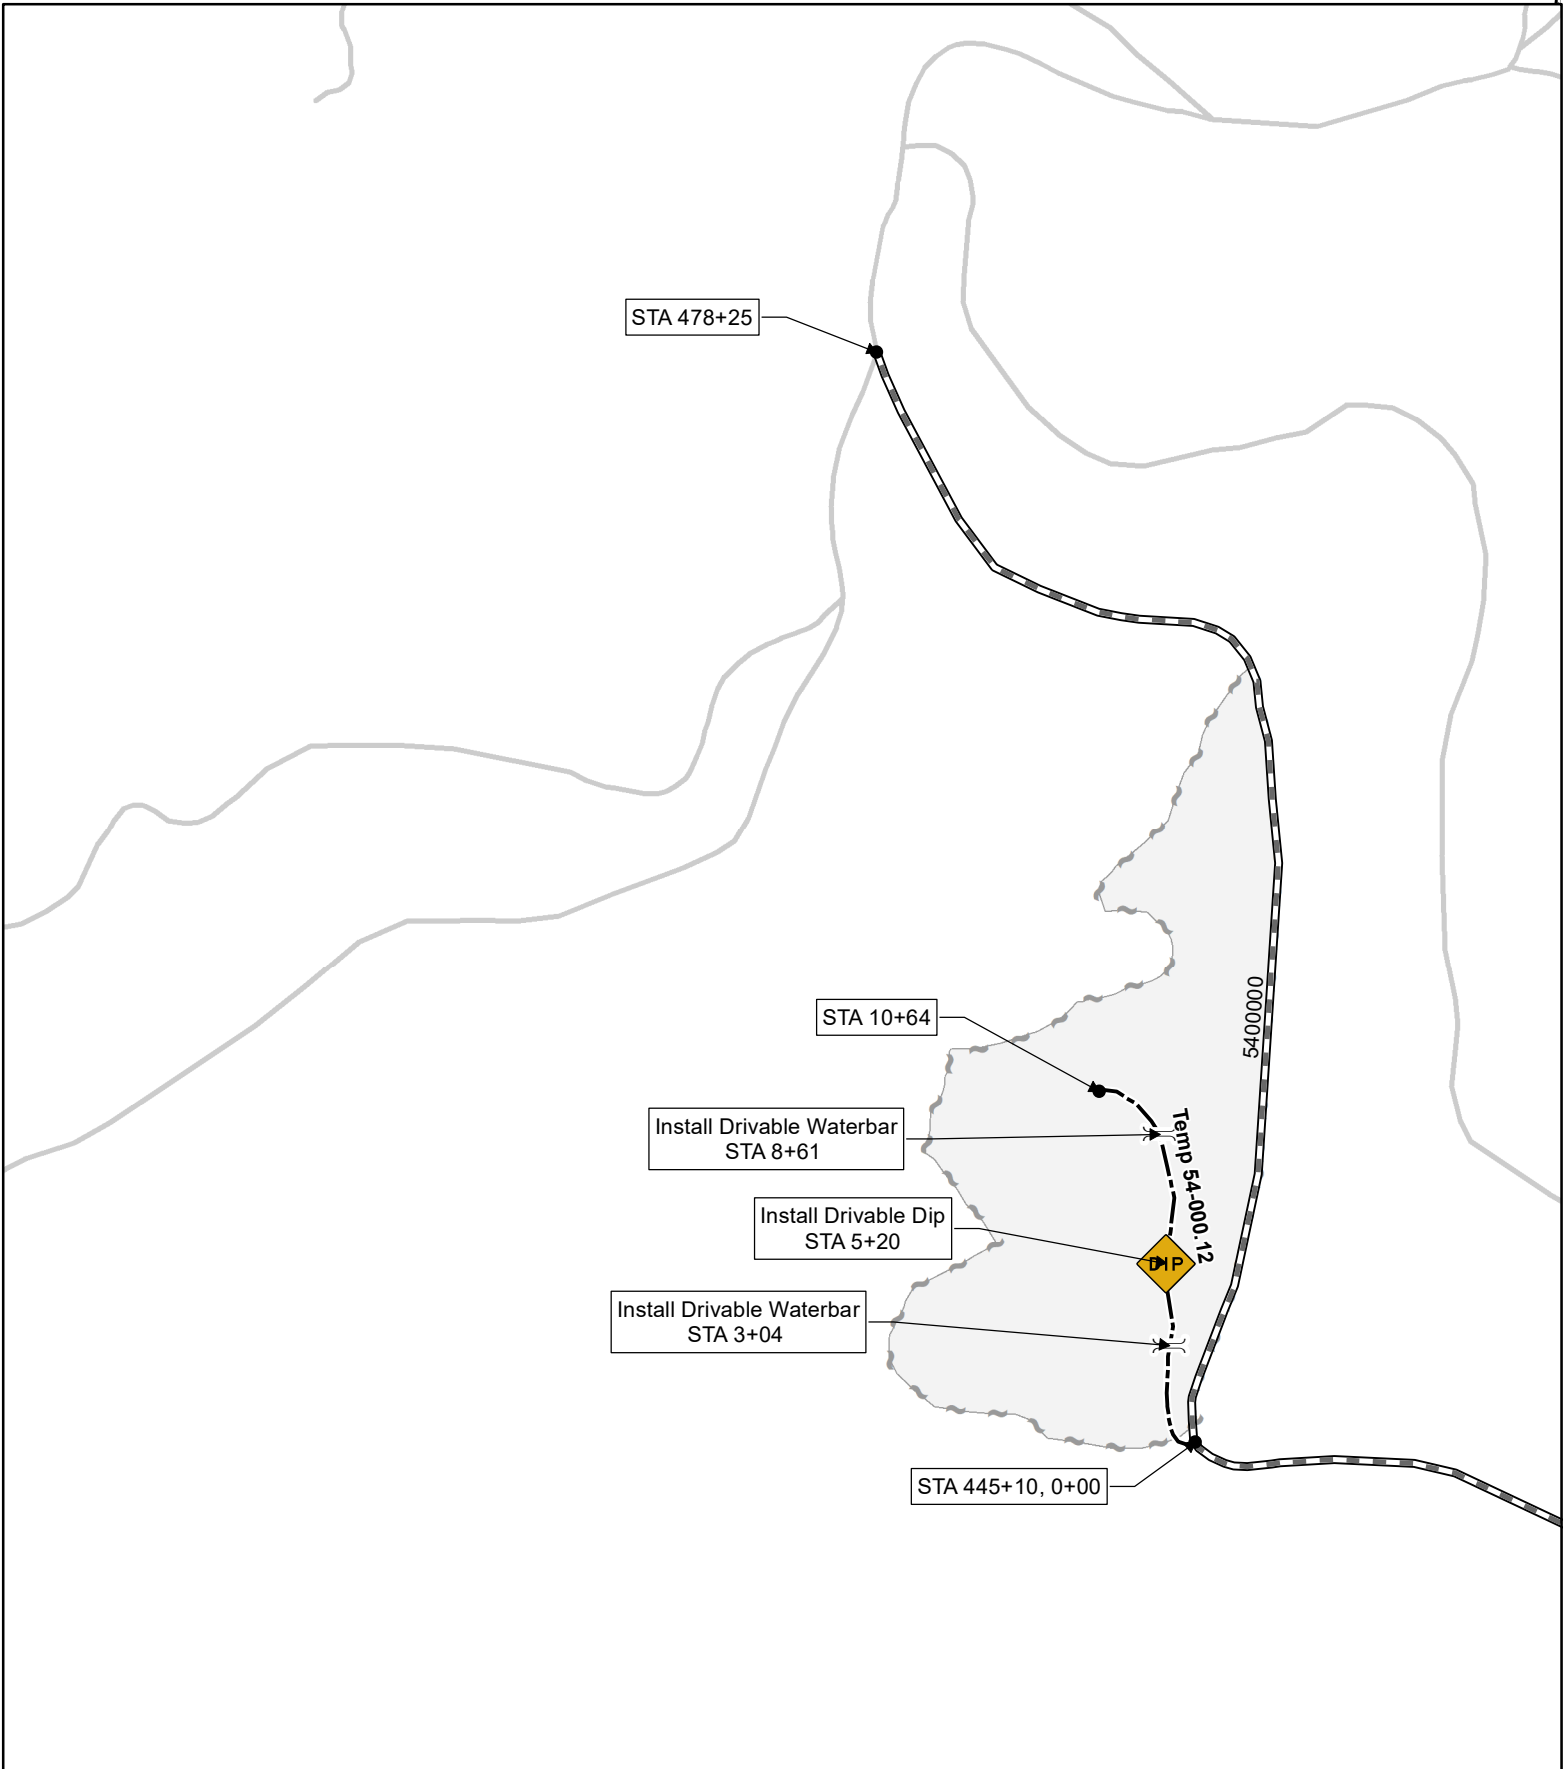 STA 478+25
5400000
STA 10+64
Install Drivable Waterbar
STA 8+61
Temp 54-000.12
Install Drivable Dip
STA 5+20
DIP
Install Drivable Waterbar
STA 3+04
STA 445+10, 0+00